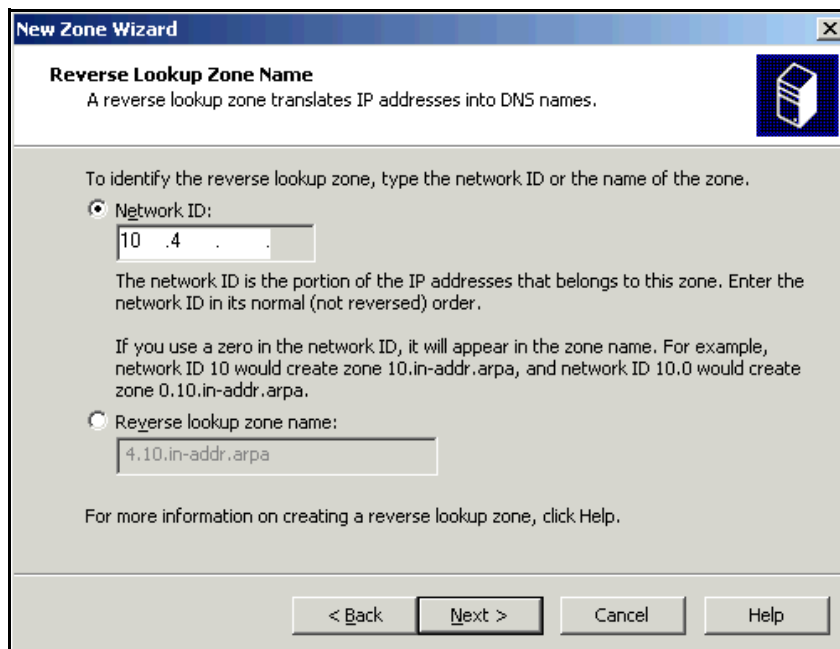 New Zone Wizard
Reverse Lookup Zone Name
A reverse lookup zone translates IP addresses into DNS names.
To identify the reverse lookup zone, type the network ID or the name of the zone.
Network ID:
10 .4 . .
The network ID is the portion of the IP addresses that belongs to this zone. Enter the
network ID in its normal (not reversed) order.
If you use a zero in the network ID, it will appear in the zone name. For example,
network ID 10 would create zone 10.in-addr.arpa, and network ID 10.0 would create
zone 0.10.in-addr.arpa.
Reverse lookup zone name:
4.10.in-addr.arpa
For more information on creating a reverse lookup zone, click Help.
< Back Next > Cancel Help